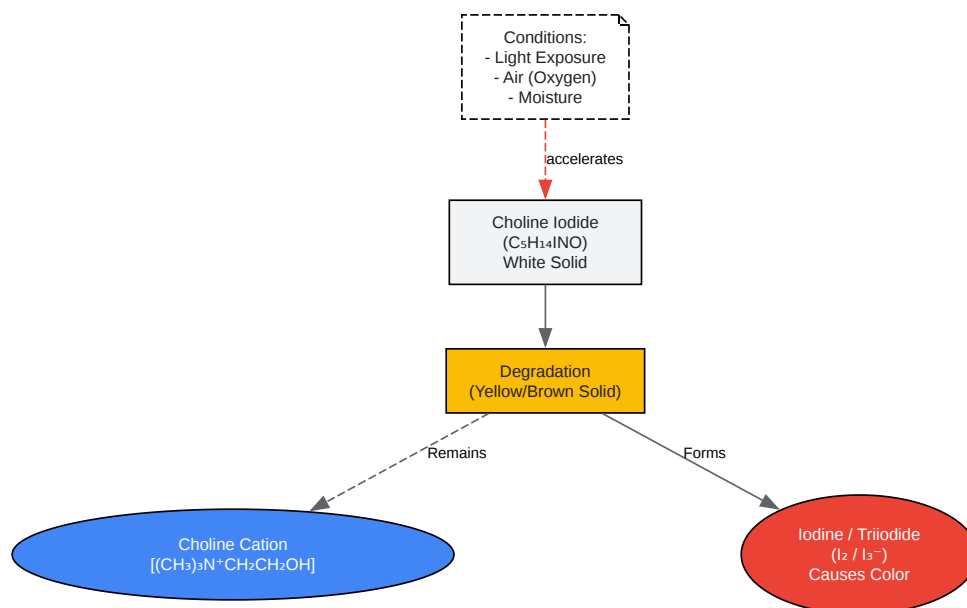 Conditions:
- Light Exposure
- Air (Oxygen)
- Moisture
accelerates
Choline Iodide
(C₅H₁₄INO)
White Solid
Degradation
(Yellow/Brown Solid)
Remains
Forms
Choline Cation
[(CH₃)₃N⁺CH₂CH₂OH]
Iodine / Triiodide
(I₂ / I₃⁻)
Causes Color